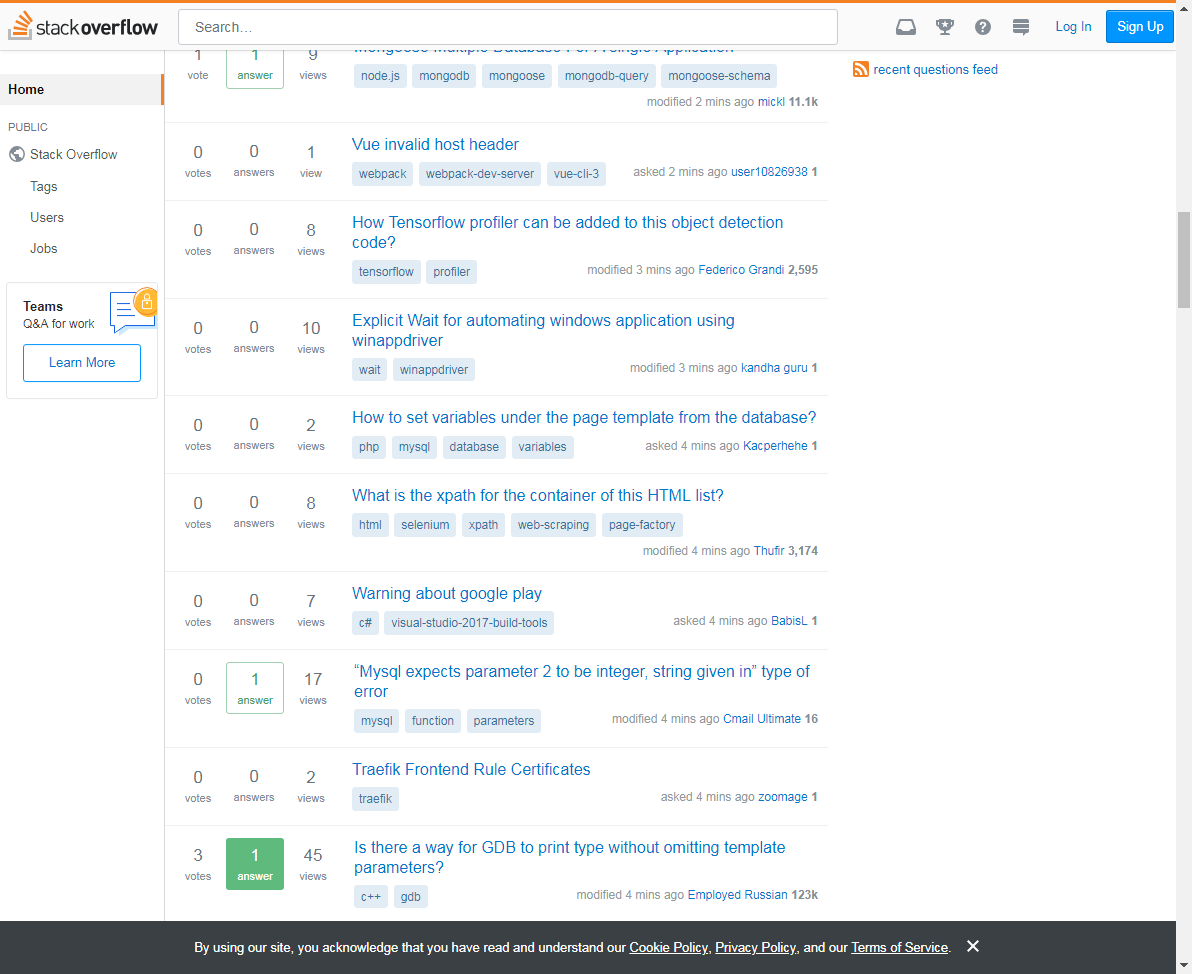 stackoverflow
Search...
Log In
Sign Up
Home
PUBLIC
Stack Overflow
Tags
Users
Jobs
Teams
Q&A for work
Learn More
1 vote
1 answer
9 views
Mongoose Multiple Database For A single Application
node.js mongodb mongoose mongodb-query mongoose-schema
modified 2 mins ago mickl 11.1k
0 votes
0 answers
1 view
Vue invalid host header
webpack webpack-dev-server vue-cli-3
asked 2 mins ago user10826938 1
0 votes
0 answers
8 views
How Tensorflow profiler can be added to this object detection
code?
tensorflow profiler
modified 3 mins ago Federico Grandi 2,595
0 votes
0 answers
10 views
Explicit Wait for automating windows application using
winappdriver
wait winappdriver
modified 3 mins ago kandha guru 1
0 votes
0 answers
2 views
How to set variables under the page template from the database?
php mysql database variables
asked 4 mins ago Kacperhehe 1
0 votes
0 answers
8 views
What is the xpath for the container of this HTML list?
html selenium xpath web-scraping page-factory
modified 4 mins ago Thufir 3,174
0 votes
0 answers
7 views
Warning about google play
c# visual-studio-2017-build-tools
asked 4 mins ago BabisL 1
0 votes
1 answer
17 views
“Mysql expects parameter 2 to be integer, string given in” type of
error
mysql function parameters
modified 4 mins ago Cmail Ultimate 16
0 votes
0 answers
2 views
Traefik Frontend Rule Certificates
traefik
asked 4 mins ago zoomage 1
3 votes
1 answer
45 views
Is there a way for GDB to print type without omitting template
parameters?
c++ gdb
modified 4 mins ago Employed Russian 123k
recent questions feed
By using our site, you acknowledge that you have read and understand our Cookie Policy, Privacy Policy, and our Terms of Service.